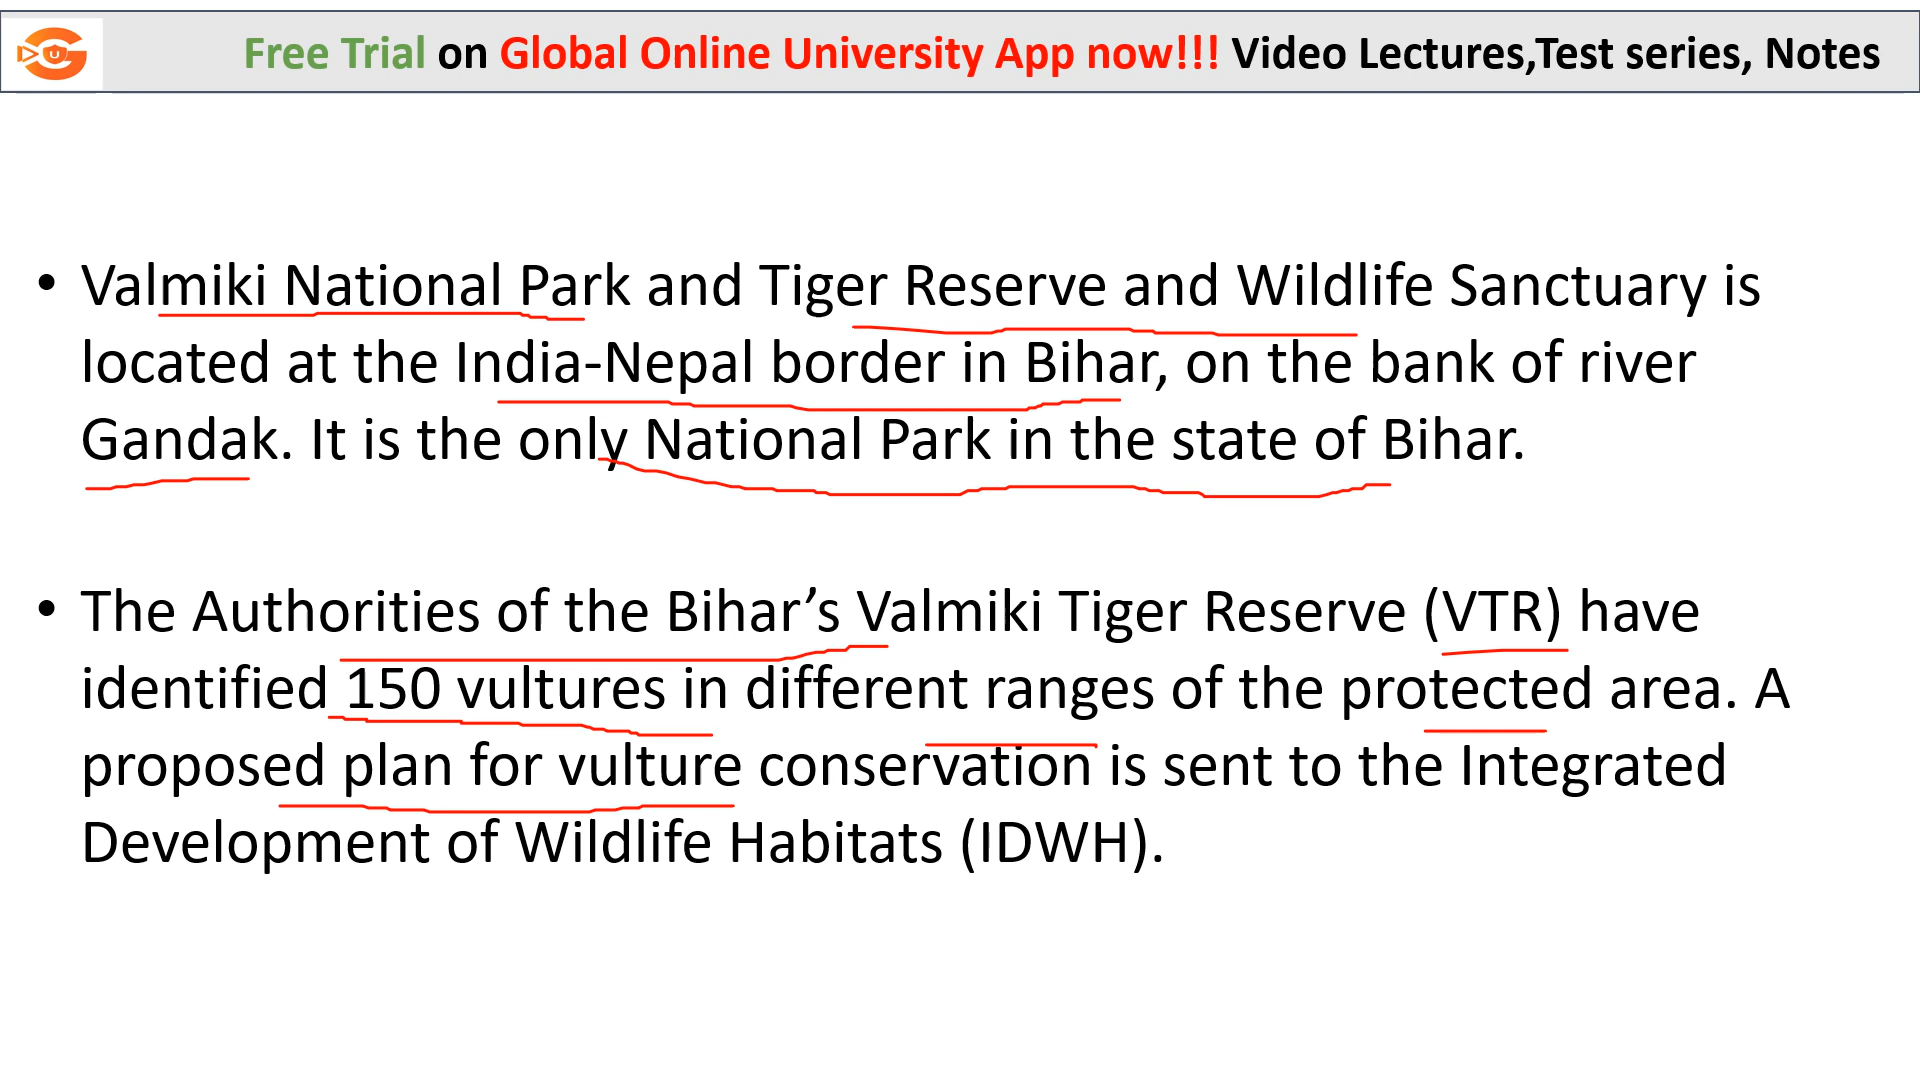 Free Trial on Global Online University App now!!! Video Lectures,Test series, Notes
• Valmiki National Park and Tiger Reserve and Wildlife Sanctuary is
located at the India-Nepal border in Bihar, on the bank of river
Gandak. It is the only National Park in the state of Bihar.
• The Authorities of the Bihar’s Valmiki Tiger Reserve (VTR) have
identified 150 vultures in different ranges of the protected area. A
proposed plan for vulture conservation is sent to the Integrated
Development of Wildlife Habitats (IDWH).